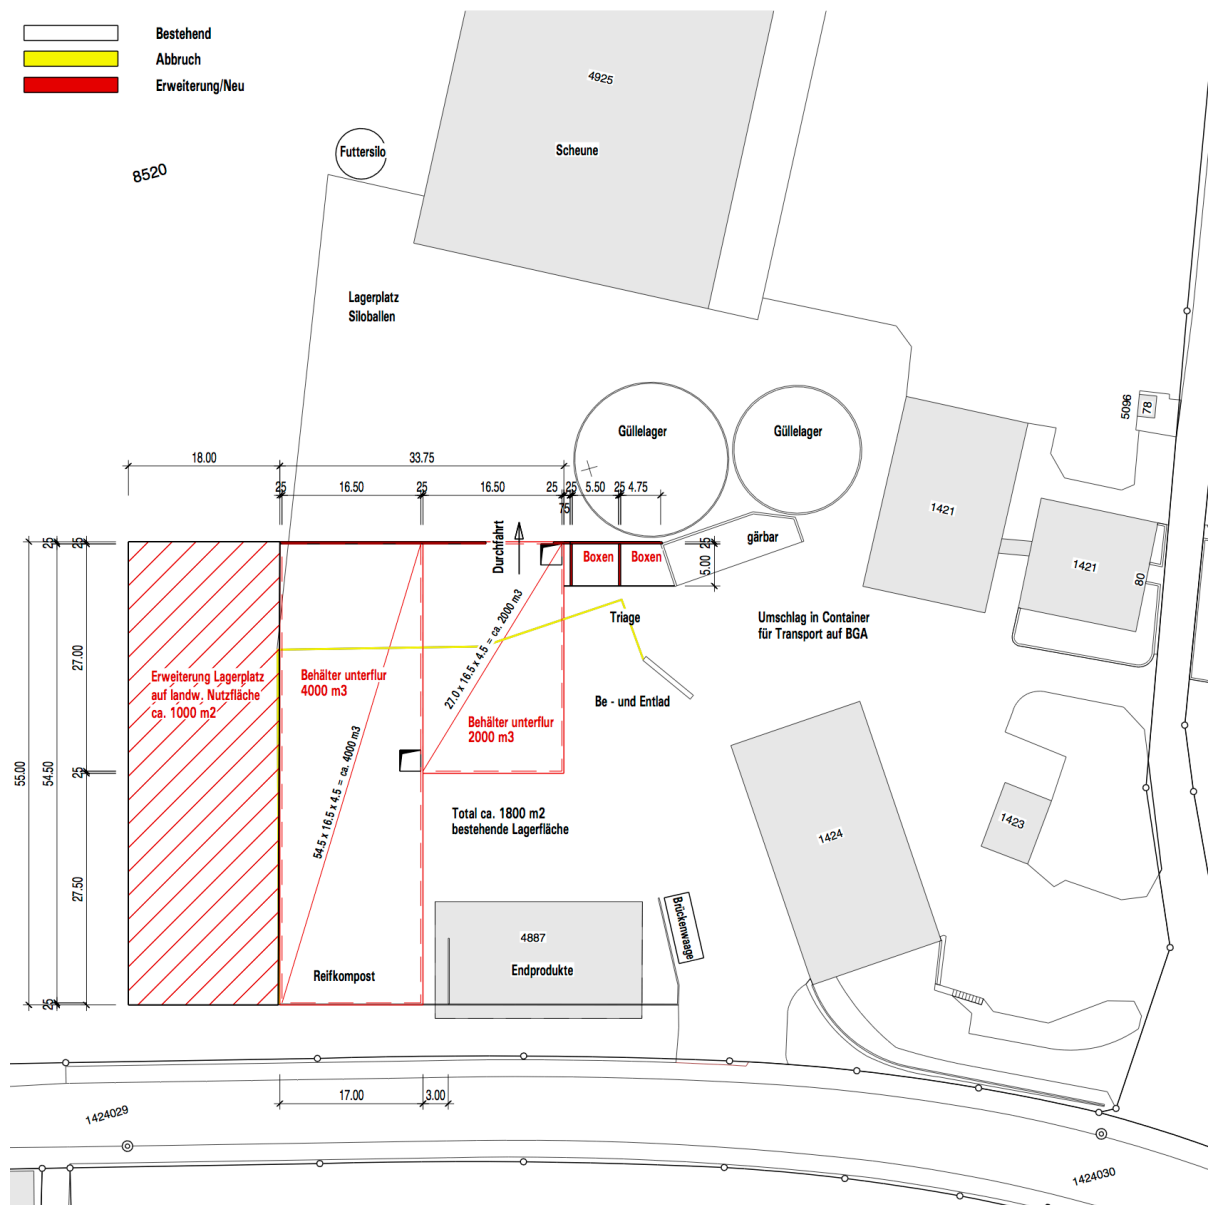 Bestehend
Abbruch
Erweiterung/Neu
4925
Scheune
Futtersilo
8520
Lagerplatz
Siloballen
5096
78
Güllelager
Güllelager
18.00
33.75
25
16.50
25
16.50
25
75
25
5.50
25
4.75
1421
1421
80
Durchfahrt
Boxen
Boxen
gärbar
25
5.00
25
25
27.00
55.00
54.50
25
27.50
25
Triage
Umschlag in Container
für Transport auf BGA
27.0 x 16.5 x 4.5 = ca. 2000 m3
Erweiterung Lagerplatz
auf landw. Nutzfläche
ca. 1000 m2
Behälter unterflur
4000 m3
Be - und Entlad
Behälter unterflur
2000 m3
54.5 x 16.5 x 4.5 = ca. 4000 m3
Total ca. 1800 m2
bestehende Lagerfläche
1424
1423
4887
Endprodukte
Brückenwaage
Reifkompost
17.00
3.00
1424029
1424030